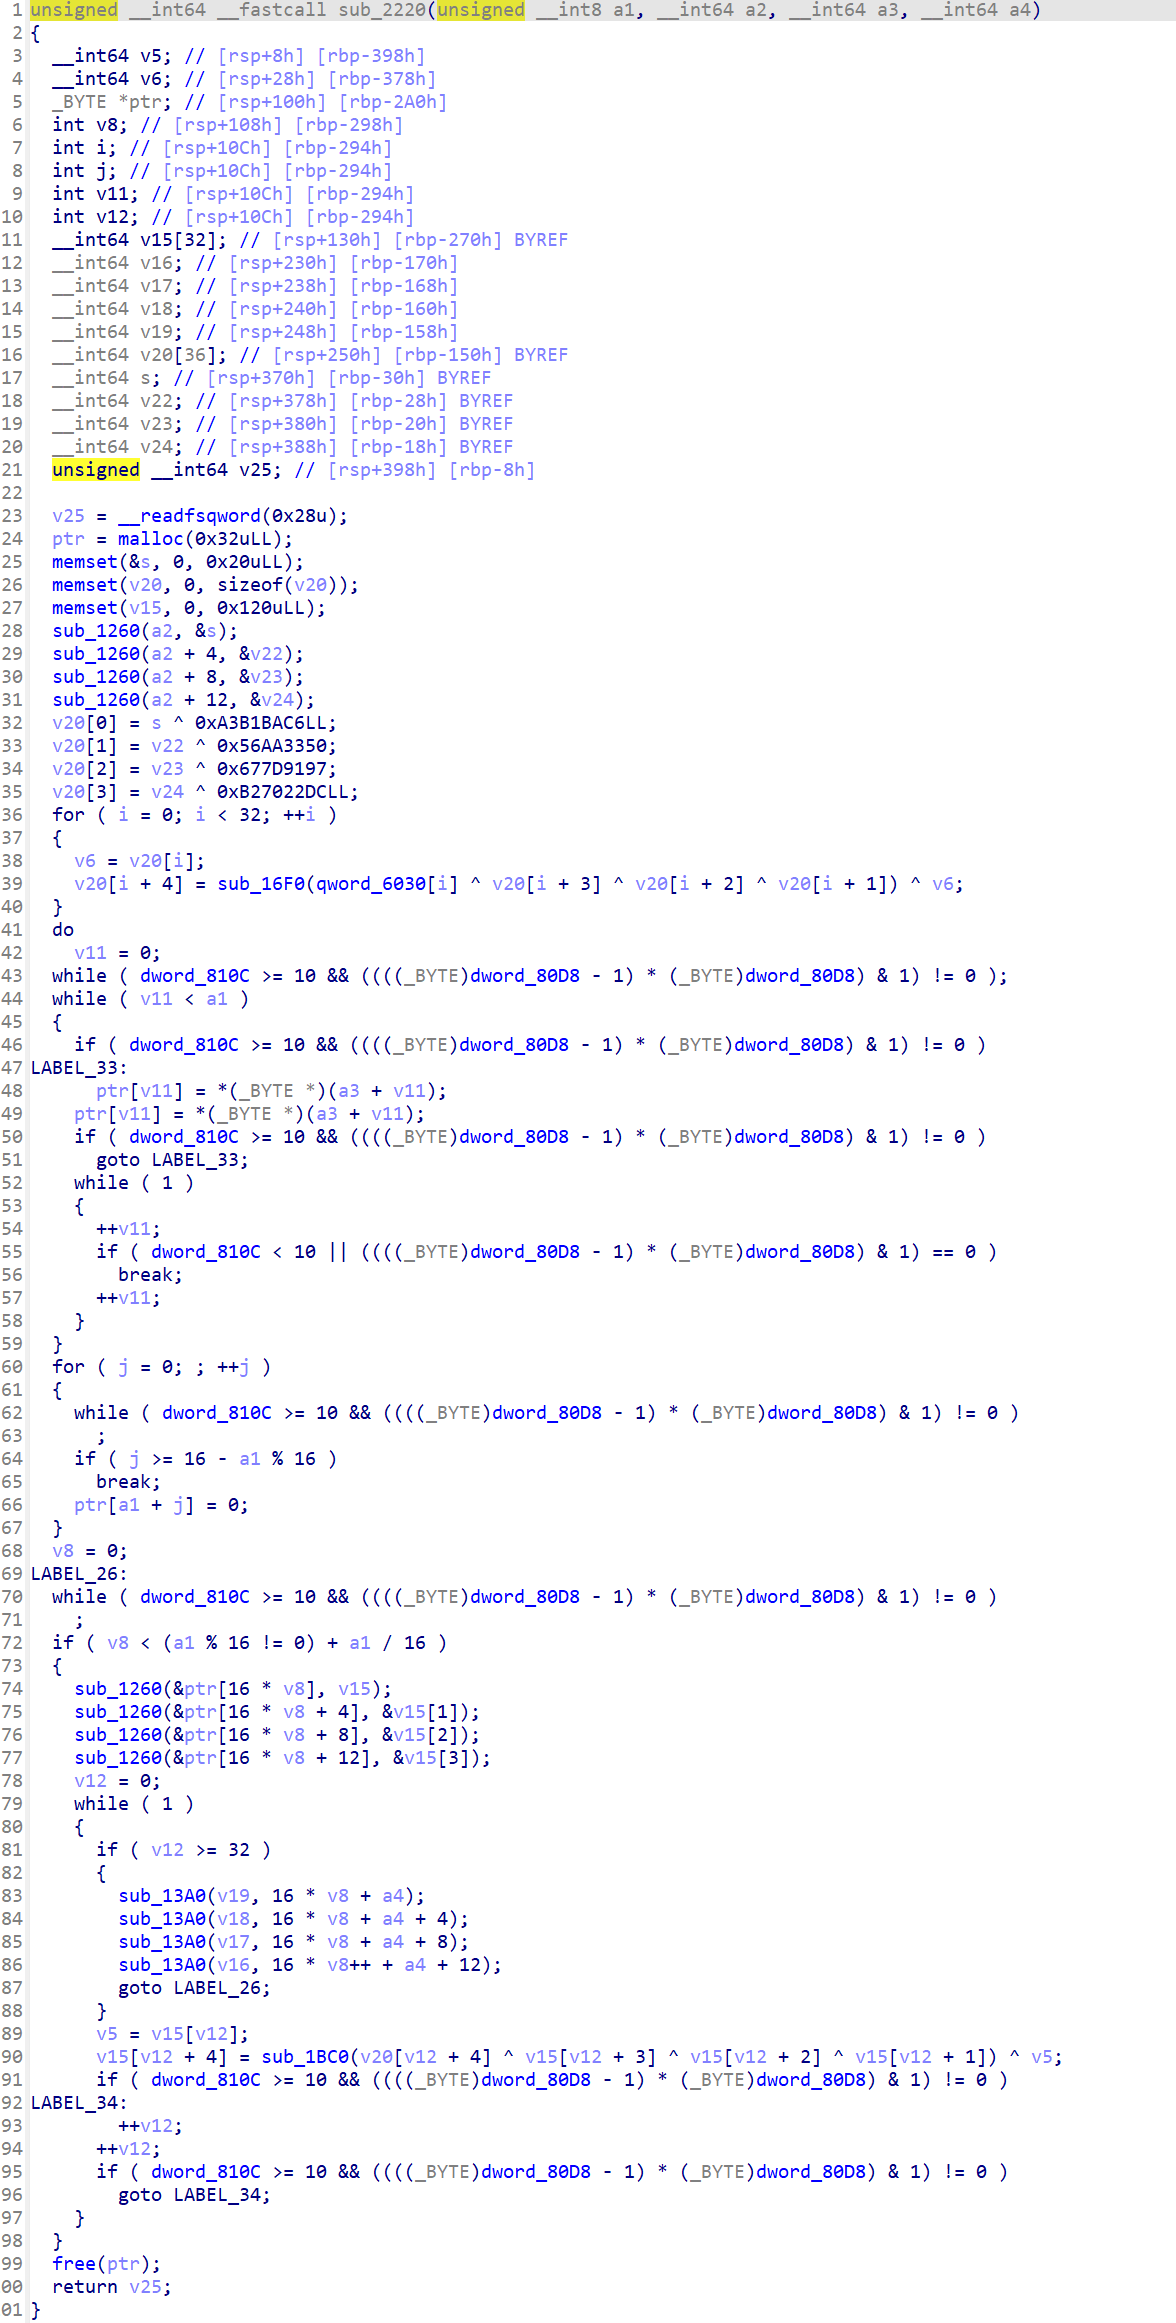 1 unsigned __int64 __fastcall sub_2220(unsigned __int8 a1, __int64 a2, __int64 a3, __int64 a4)
2 {
3   __int64 v5; // [rsp+8h] [rbp-398h]
4   __int64 v6; // [rsp+28h] [rbp-378h]
5   _BYTE *ptr; // [rsp+100h] [rbp-2A0h]
6   int v8; // [rsp+108h] [rbp-298h]
7   int i; // [rsp+10Ch] [rbp-294h]
8   int j; // [rsp+10Ch] [rbp-294h]
9   int v11; // [rsp+10Ch] [rbp-294h]
10   int v12; // [rsp+10Ch] [rbp-294h]
11   __int64 v15[32]; // [rsp+130h] [rbp-270h] BYREF
12   __int64 v16; // [rsp+230h] [rbp-170h]
13   __int64 v17; // [rsp+238h] [rbp-168h]
14   __int64 v18; // [rsp+240h] [rbp-160h]
15   __int64 v19; // [rsp+248h] [rbp-158h]
16   __int64 v20[36]; // [rsp+250h] [rbp-150h] BYREF
17   __int64 s; // [rsp+370h] [rbp-30h] BYREF
18   __int64 v22; // [rsp+378h] [rbp-28h] BYREF
19   __int64 v23; // [rsp+380h] [rbp-20h] BYREF
20   __int64 v24; // [rsp+388h] [rbp-18h] BYREF
21   unsigned __int64 v25; // [rsp+398h] [rbp-8h]
22
23   v25 = __readfsqword(0x28u);
24   ptr = malloc(0x32uLL);
25   memset(&s, 0, 0x20uLL);
26   memset(v20, 0, sizeof(v20));
27   memset(v15, 0, 0x120uLL);
28   sub_1260(a2, &s);
29   sub_1260(a2 + 4, &v22);
30   sub_1260(a2 + 8, &v23);
31   sub_1260(a2 + 12, &v24);
32   v20[0] = s ^ 0xA3B1BAC6LL;
33   v20[1] = v22 ^ 0x56AA3350;
34   v20[2] = v23 ^ 0x677D9197;
35   v20[3] = v24 ^ 0xB27022DCLL;
36   for ( i = 0; i < 32; ++i )
37   {
38     v6 = v20[i];
39     v20[i + 4] = sub_16F0(qword_6030[i] ^ v20[i + 3] ^ v20[i + 2] ^ v20[i + 1]) ^ v6;
40   }
41   do
42     v11 = 0;
43   while ( dword_810C >= 10 && ((((_BYTE)dword_80D8 - 1) * (_BYTE)dword_80D8) & 1) != 0 );
44   while ( v11 < a1 )
45   {
46     if ( dword_810C >= 10 && ((((_BYTE)dword_80D8 - 1) * (_BYTE)dword_80D8) & 1) != 0 )
47 LABEL_33:
48       ptr[v11] = *(_BYTE *)(a3 + v11);
49     ptr[v11] = *(_BYTE *)(a3 + v11);
50     if ( dword_810C >= 10 && ((((_BYTE)dword_80D8 - 1) * (_BYTE)dword_80D8) & 1) != 0 )
51       goto LABEL_33;
52     while ( 1 )
53     {
54       ++v11;
55       if ( dword_810C < 10 || ((((_BYTE)dword_80D8 - 1) * (_BYTE)dword_80D8) & 1) == 0 )
56         break;
57       ++v11;
58     }
59   }
60   for ( j = 0; ; ++j )
61   {
62     while ( dword_810C >= 10 && ((((_BYTE)dword_80D8 - 1) * (_BYTE)dword_80D8) & 1) != 0 )
63       ;
64     if ( j >= 16 - a1 % 16 )
65       break;
66     ptr[a1 + j] = 0;
67   }
68   v8 = 0;
69 LABEL_26:
70   while ( dword_810C >= 10 && ((((_BYTE)dword_80D8 - 1) * (_BYTE)dword_80D8) & 1) != 0 )
71     ;
72   if ( v8 < (a1 % 16 != 0) + a1 / 16 )
73   {
74     sub_1260(&ptr[16 * v8], v15);
75     sub_1260(&ptr[16 * v8 + 4], &v15[1]);
76     sub_1260(&ptr[16 * v8 + 8], &v15[2]);
77     sub_1260(&ptr[16 * v8 + 12], &v15[3]);
78     v12 = 0;
79     while ( 1 )
80     {
81       if ( v12 >= 32 )
82       {
83         sub_13A0(v19, 16 * v8 + a4);
84         sub_13A0(v18, 16 * v8 + a4 + 4);
85         sub_13A0(v17, 16 * v8 + a4 + 8);
86         sub_13A0(v16, 16 * v8++ + a4 + 12);
87         goto LABEL_26;
88       }
89       v5 = v15[v12];
90       v15[v12 + 4] = sub_1BC0(v20[v12 + 4] ^ v15[v12 + 3] ^ v15[v12 + 2] ^ v15[v12 + 1]) ^ v5;
91       if ( dword_810C >= 10 && ((((_BYTE)dword_80D8 - 1) * (_BYTE)dword_80D8) & 1) != 0 )
92 LABEL_34:
93         ++v12;
94       ++v12;
95       if ( dword_810C >= 10 && ((((_BYTE)dword_80D8 - 1) * (_BYTE)dword_80D8) & 1) != 0 )
96         goto LABEL_34;
97     }
98   }
99   free(ptr);
00   return v25;
01 }